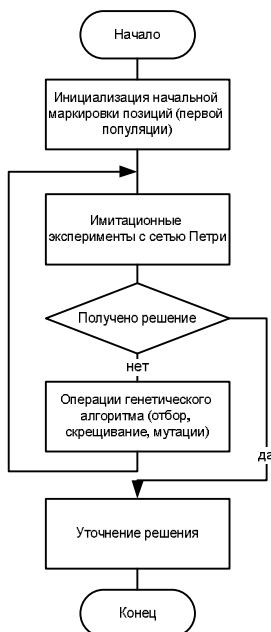 Начало
Инициализация начальной
маркировки позиций (первой
популяции)
Имитационные
эксперименты с сетью Петри
Получено решение
нет
Операции генетического
алгоритма (отбор,
скрещивание, мутации)
да
Уточнение решения
Конец